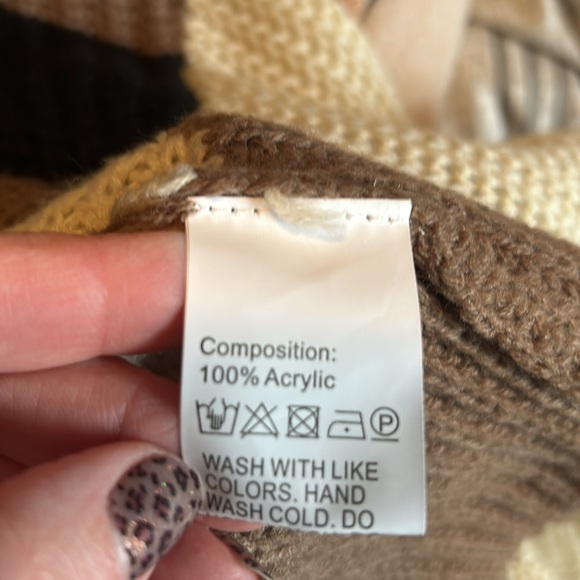 Composition:
100% Acrylic
P
WASH WITH LIKE
COLORS. HAND
WASH COLD. DO